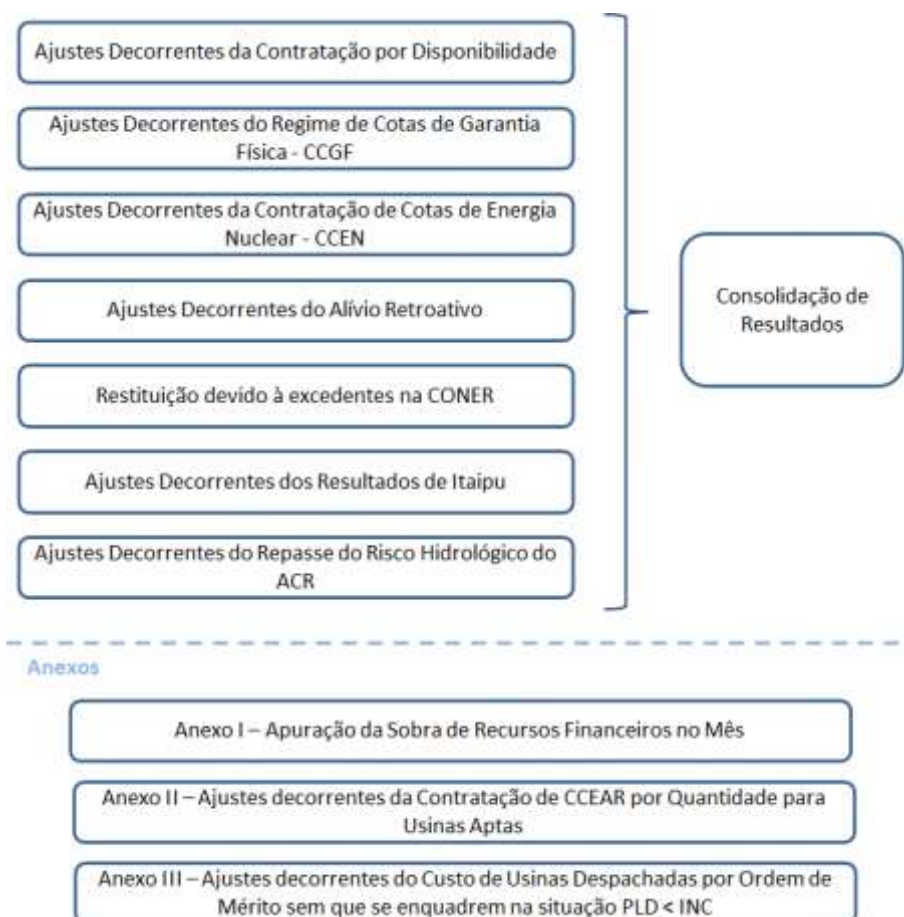 Ajustes Decorrentes da Contratação por Disponibilidade
Ajustes Decorrentes do Regime de Cotas de Garantia
Física - CCGF
Ajustes Decorrentes da Contratação de Cotas de Energia
Nuclear - CCEN
Ajustes Decorrentes do Alívio Retroativo
Restituição devido à excedentes na CONER
Ajustes Decorrentes dos Resultados de Itaipu
Ajustes Decorrentes do Repasse do Risco Hidrológico do
ACR
Consolidação de
Resultados
Anexos
Anexo I – Apuração da Sobra de Recursos Financeiros no Mês
Anexo II – Ajustes decorrentes da Contratação de CCEAR por Quantidade para
Usinas Aptas
Anexo III – Ajustes decorrentes do Custo de Usinas Despachadas por Ordem de
Mérito sem que se enquadrem na situação PLD < INC